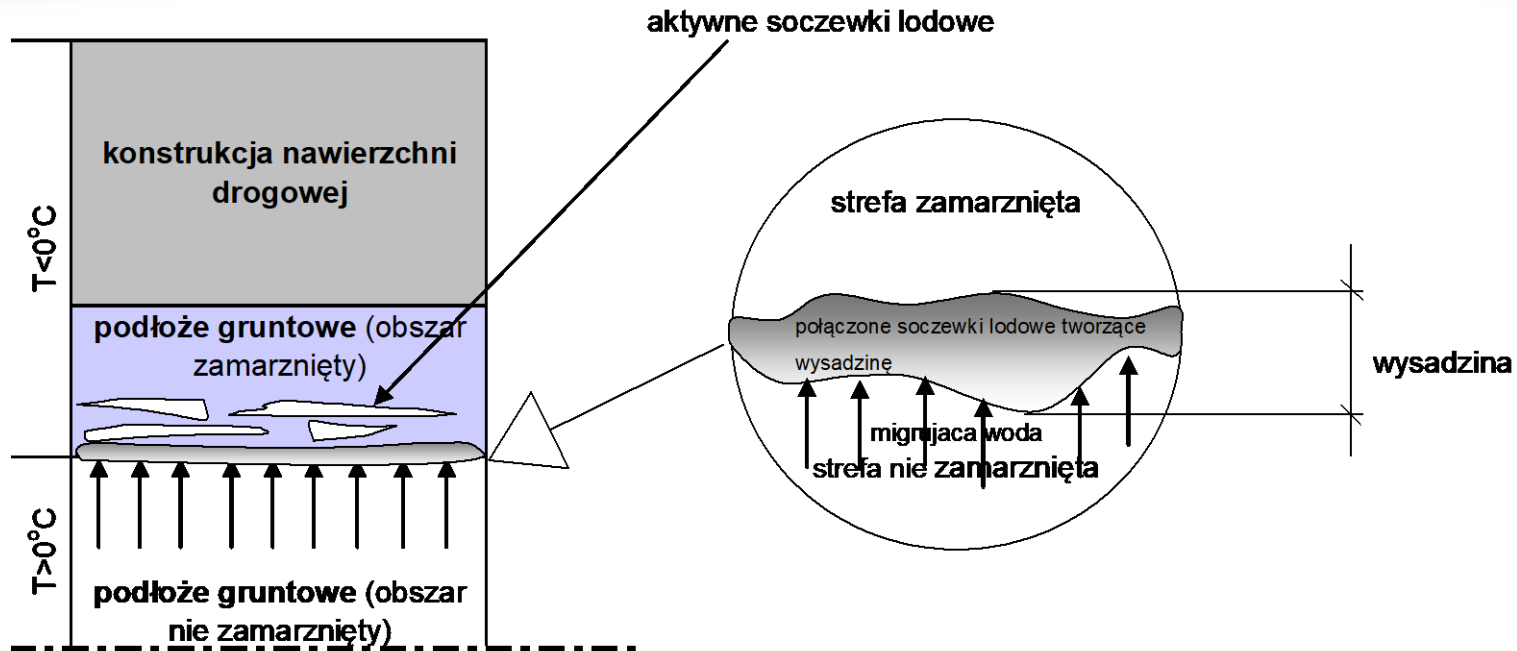 aktywne soczewki lodowe
konstrukcja nawierzchni
drogowej
T<0°C
podłoże gruntowe (obszar
zamarznięty)
T>0°C
podłoże gruntowe (obszar
nie zamarznięty)
strefa zamarznięta
połączone soczewki lodowe tworzące
wysadzinę
migrujaca woda
strefa nie zamarznięta
wysadzina